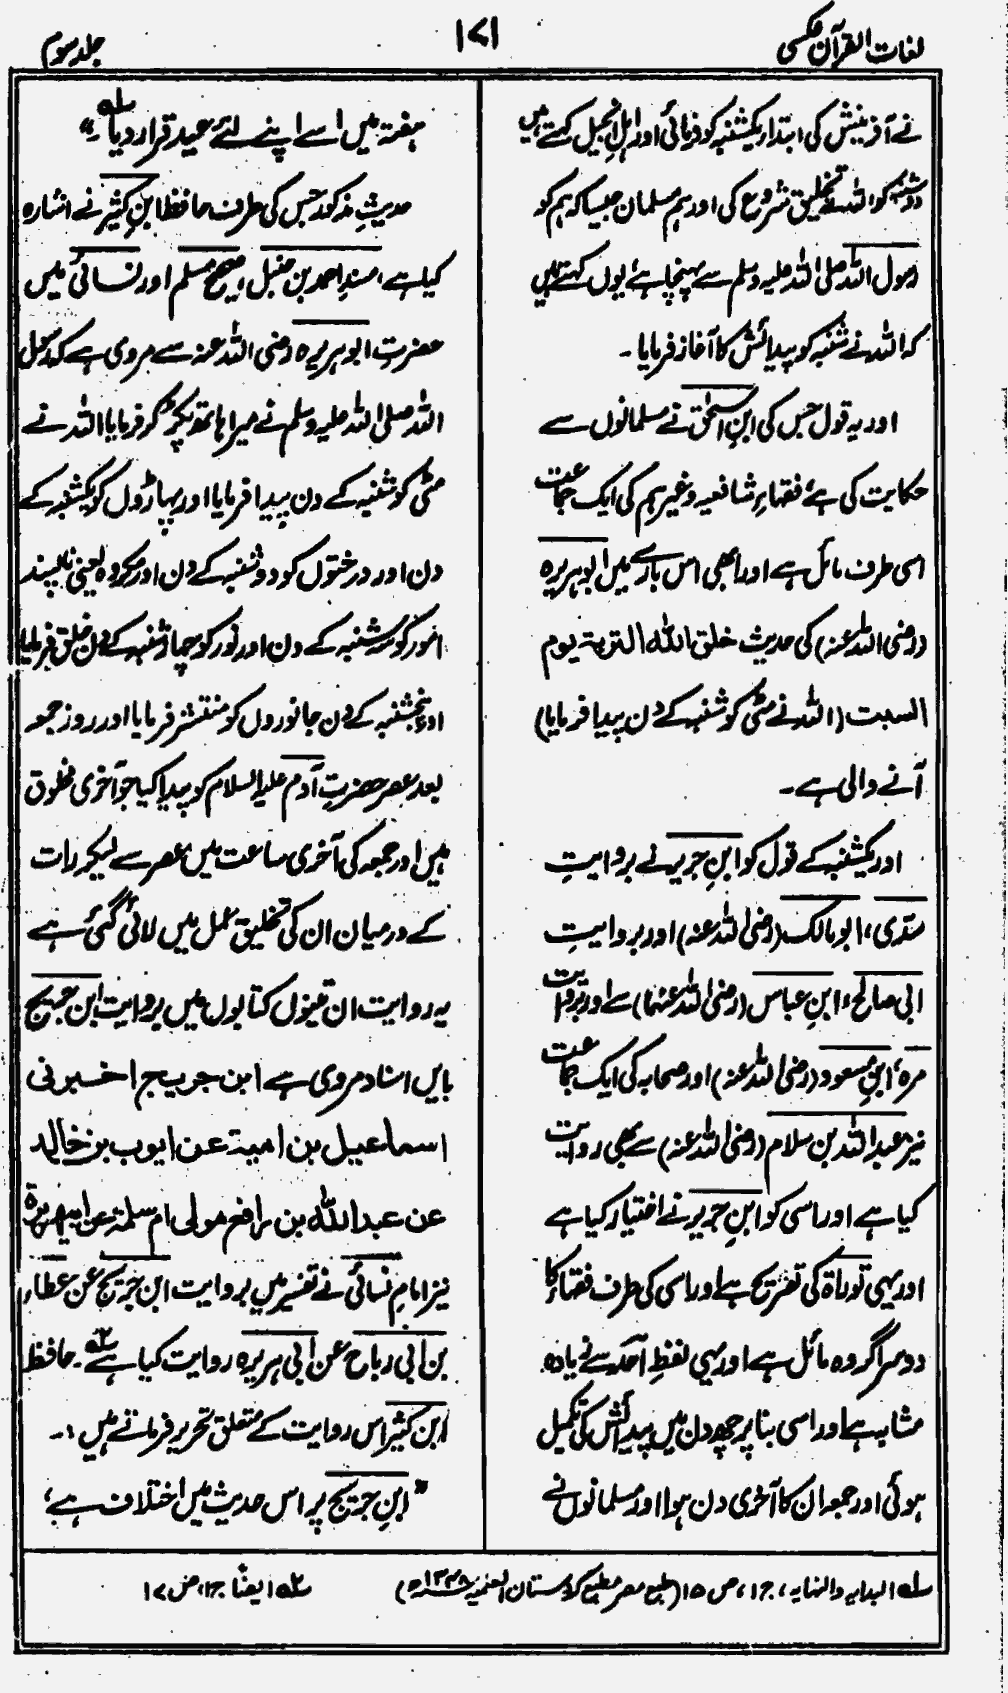 لغات القرآن عکسی
۱۷۱
جلد سوم
نے آفرینش کی ابتدا یکشنبہ کو فرمائی اور اہلِ انجیل کہتے ہیں
دوشنبہ کو اللہ نے تخلیق شروع کی اور ہم مسلمان جیسا کہ ہم کو
رسول اللہ صلی اللہ علیہ وسلم سے پہنچا ہے یوں کہتے ہیں
کہ اللہ نے شنبہ کو پیدائش کا آغاز فرمایا۔
اور یہ قول جس کی ابنِ اسحٰق نے مسلمانوں سے
حکایت کی ہے فقہاءِ شافعیہ وغیرہم کی ایک جماعت
اسی طرف مائل ہے اور ابھی اس بارے میں ابوہریرہ
(رضی اللہ عنہ) کی حدیث خلق اللہ التربۃ یوم
السبت (اللہ نے مٹی کو شنبہ کے دن پیدا فرمایا)
آنے والی ہے۔
اور یکشنبہ کے قول کو ابنِ جریر نے بروایتِ
سدّی، ابو مالک (رضی اللہ عنہ) اور بروایتِ
ابی صالح، ابنِ عباس (رضی اللہ عنہما) سے اور بروایت
مرہ، ابنِ مسعود (رضی اللہ عنہ) اور صحابہ کی ایک جماعت
نیز عبد اللہ بن سلام (رضی اللہ عنہ) سے بھی روایت
کیا ہے اور اسی کو ابنِ جریر نے اختیار کیا ہے
اور یہی توراۃ کی تصریح ہے اور اسی کی طرف فقہاء کا
دوسرا گروہ مائل ہے اور یہی لفظِ اَحَد سے زیادہ
مشابہ ہے اور اسی بنا پر چھ دن میں پیدائش کی تکمیل
ہوئی اور جمعہ ان کا آخری دن ہوا اور مسلمانوں نے
ہفتہ میں اسے اپنے لئے عید قرار دیا ۱؎"
حدیثِ مذکور جس کی طرف حافظ ابنِ کثیر نے اشارہ
کیا ہے مسندِ احمد بن حنبل، صحیح مسلم اور نسائی میں
حضرتِ ابوہریرہ رضی اللہ عنہ سے مروی ہے کہ رسول
اللہ صلی اللہ علیہ وسلم نے میرا ہاتھ پکڑ کر فرمایا اللہ نے
مٹی کو شنبہ کے دن پیدا فرمایا اور پہاڑوں کو یکشنبہ کے
دن اور درختوں کو دوشنبہ کے دن اور مکروہ یعنی ناپسند
امور کو سہ شنبہ کے دن اور نور کو چہار شنبہ کے دن خلق فرمایا
اور پنجشنبہ کے دن جانوروں کو منتشر فرمایا اور روز جمعہ
بعد عصر حضرتِ آدم علیہ السلام کو پیدا کیا جو آخری مخلوق
ہیں اور جمعہ کی آخری ساعت میں عصر سے لیکر رات
کے درمیان ان کی تخلیق عمل میں لائی گئی ہے
یہ روایت ان تینوں کتابوں میں بروایت ابن جریج
بایں اسناد مروی ہے ابن جریج اخبرنی
اسماعیل بن امیۃ عن ایوب بن خالد
عن عبد اللہ بن رافع مولی ام سلمۃ عن ابی ہریرۃ
نیز امام نسائی نے تفسیر میں بروایت ابن جریج عن عطاء
بن ابی رباح عن ابی ہریرہ روایت کیا ہے ۲؎۔ حافظ
ابن کثیر اس روایت کے متعلق تحریر فرماتے ہیں :۔
"ابنِ جریج پر اس حدیث میں اختلاف ہے،
۱؎ البدایہ والنہایہ، ج ۱، ص ۱۵ (طبع مصر مطبع کردستان العلمیہ ۱۳۴۸ھ)
۲؎ ایضًا ج ۱، ص ۱۷